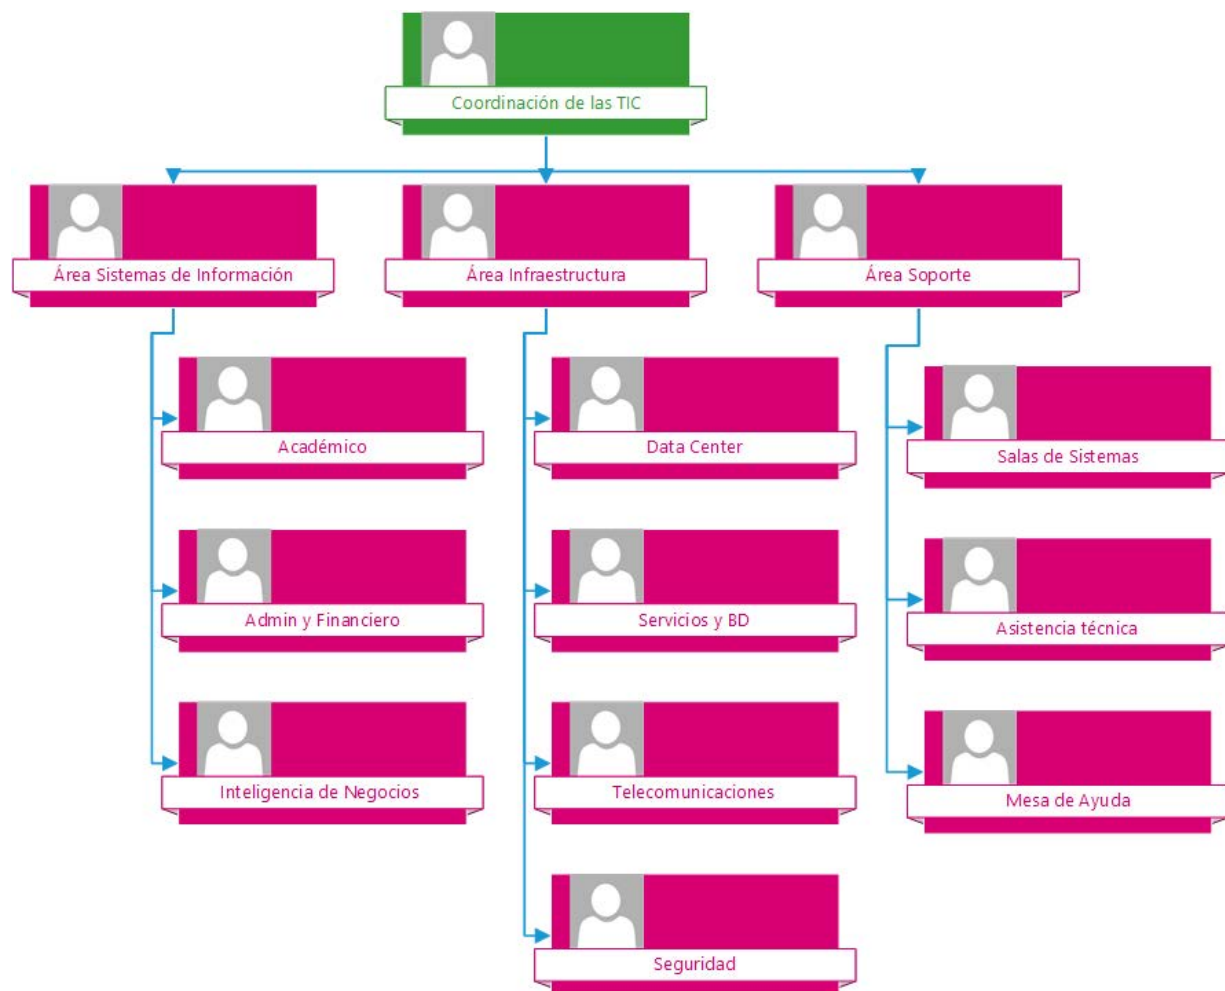 Coordinación de las TIC
Área Sistemas de Información
Área Infraestructura
Área Soporte
Académico
Data Center
Salas de Sistemas
Admin y Financiero
Servicios y BD
Asistencia técnica
Inteligencia de Negocios
Telecomunicaciones
Mesa de Ayuda
Seguridad